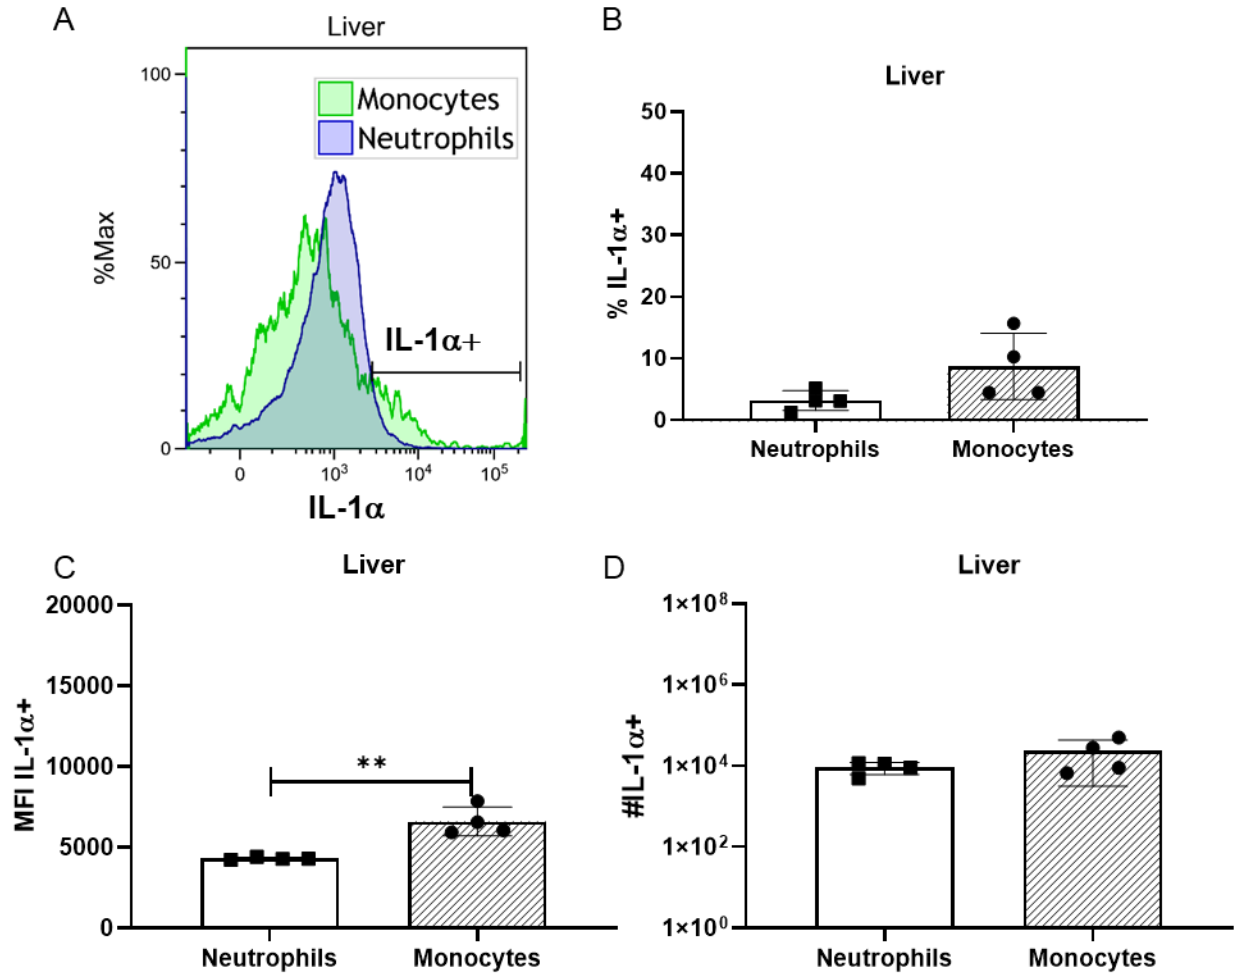 A
Liver
100
50
0
%Max
Monocytes
Neutrophils
IL-1α+
0 10³ 10⁴ 10⁵
IL-1α
B
Liver
50
40
30
20
10
0
% IL-1α+
Neutrophils Monocytes
C
Liver
20000
15000
10000
5000
0
MFI IL-1α+
**
Neutrophils Monocytes
D
Liver
1×10⁸
1×10⁶
1×10⁴
1×10²
1×10⁰
#IL-1α+
Neutrophils Monocytes